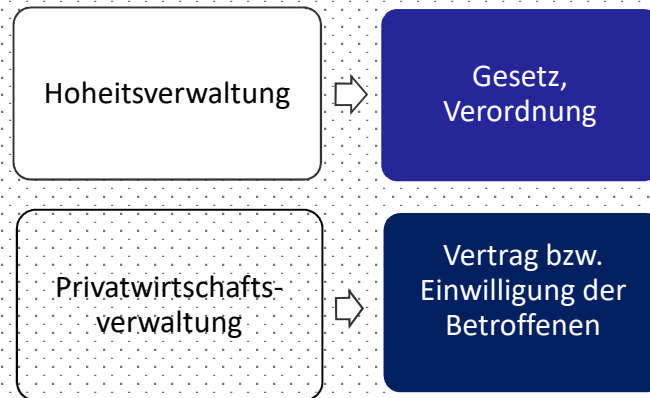 Hoheitsverwaltung
Gesetz,
Verordnung
Privatwirtschafts-
verwaltung
Vertrag bzw.
Einwilligung der
Betroffenen